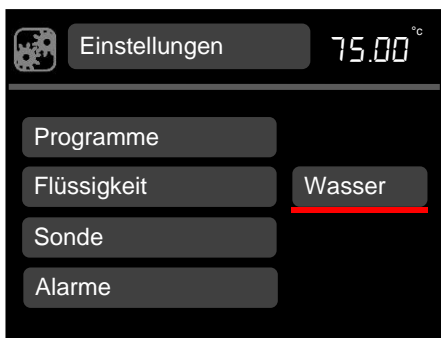 Einstellungen 75.00 °c
Programme
Flüssigkeit Wasser
Sonde
Alarme